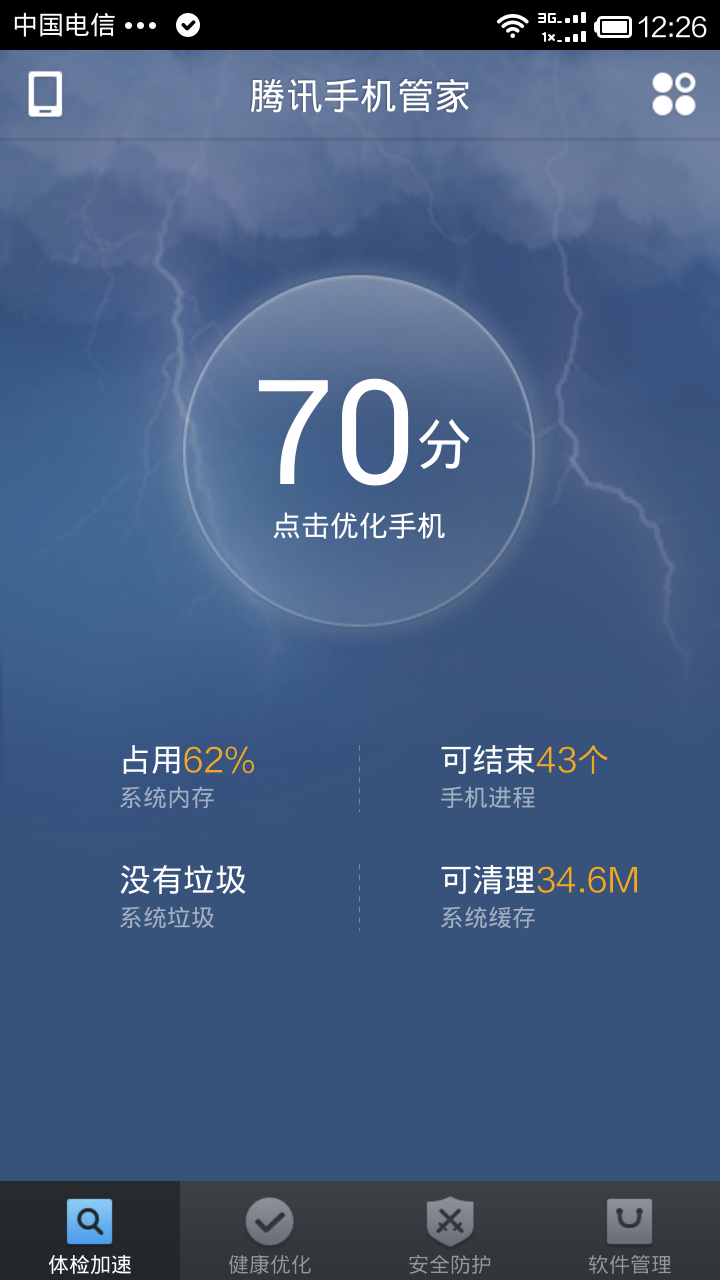 中国电信 ••• 3G 1× 12:26
腾讯手机管家
70分
点击优化手机
占用62% 可结束43个
系统内存 手机进程
没有垃圾 可清理34.6M
系统垃圾 系统缓存
体检加速 健康优化 安全防护 软件管理